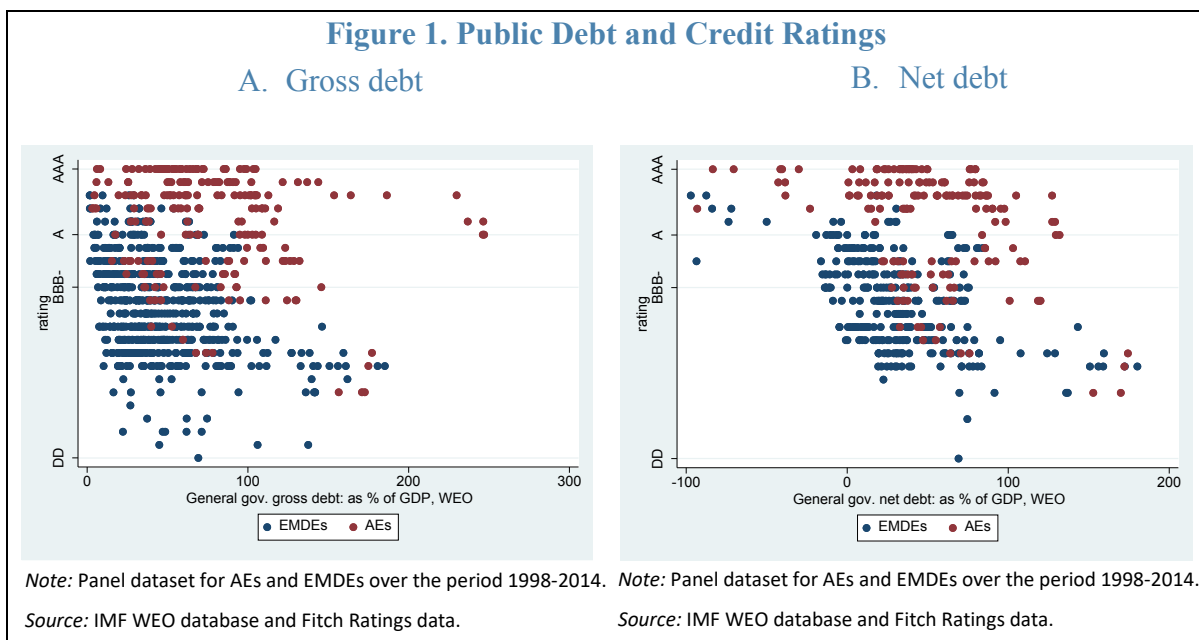 Figure 1. Public Debt and Credit Ratings
A. Gross debt
B. Net debt
rating
AAA
A
BBB-
DD
0
100
200
300
General gov. gross debt: as % of GDP, WEO
EMDEs
AEs
rating
AAA
A
BBB-
DD
-100
0
100
200
General gov. net debt: as % of GDP, WEO
EMDEs
AEs
Note: Panel dataset for AEs and EMDEs over the period 1998-2014.
Source: IMF WEO database and Fitch Ratings data.
Note: Panel dataset for AEs and EMDEs over the period 1998-2014.
Source: IMF WEO database and Fitch Ratings data.